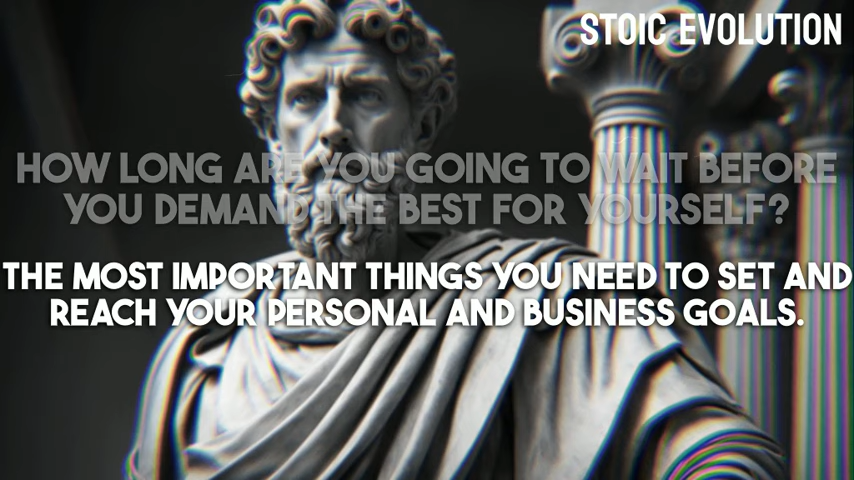 STOIC EVOLUTION
HOW LONG ARE YOU GOING TO WAIT BEFORE
YOU DEMAND THE BEST FOR YOURSELF?
THE MOST IMPORTANT THINGS YOU NEED TO SET AND
REACH YOUR PERSONAL AND BUSINESS GOALS.